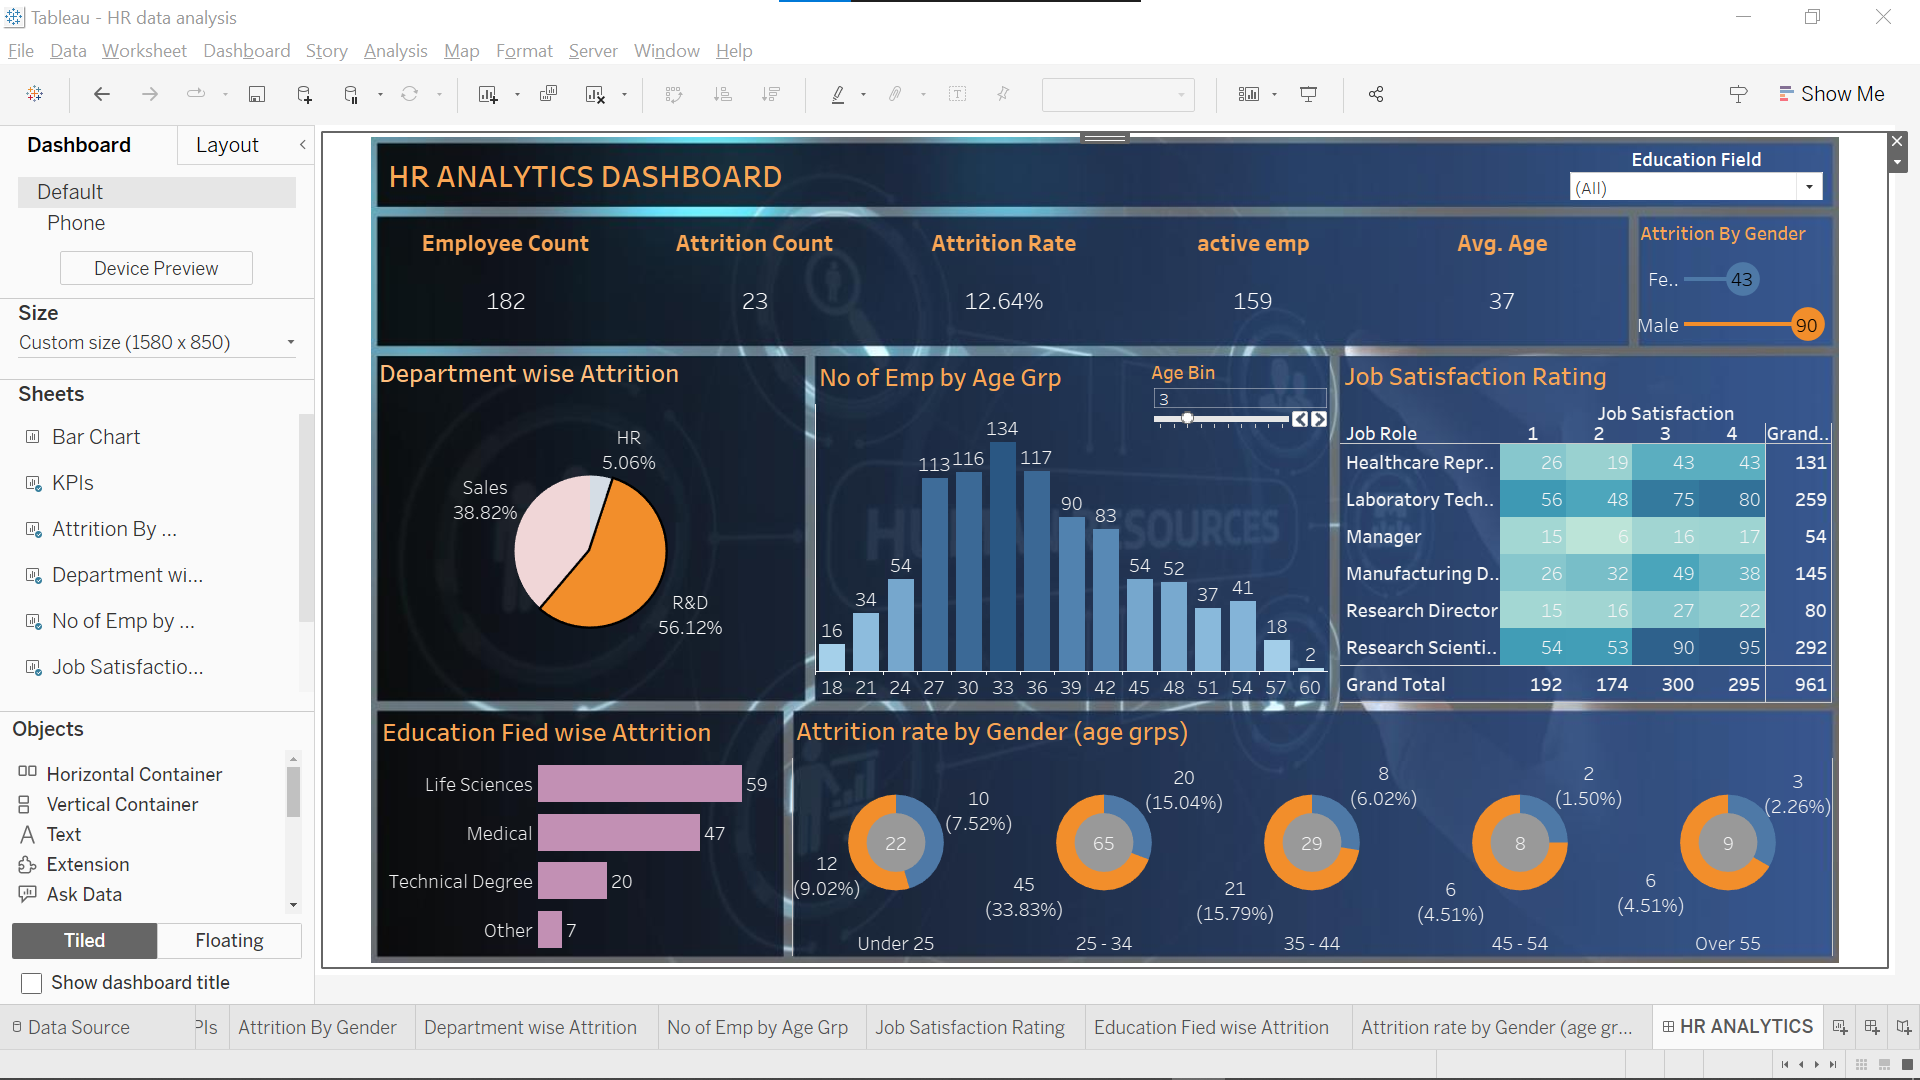 Tableau - HR data analysis
File Data Worksheet Dashboard Story Analysis Map Format Server Window Help
Show Me
Dashboard Layout
Default
Phone
Device Preview
Size
Custom size (1580 x 850)
Sheets
Bar Chart
KPIs
Attrition By ...
Department wi...
No of Emp by ...
Job Satisfactio...
Objects
Horizontal Container
Vertical Container
Text
Extension
Ask Data
Tiled Floating
Show dashboard title
HR ANALYTICS DASHBOARD
Education Field
(All)
Employee Count Attrition Count Attrition Rate active emp Avg. Age
182 23 12.64% 159 37
Attrition By Gender
Fe.. 43
Male 90
Department wise Attrition
HR
5.06%
Sales
38.82%
R&D
56.12%
No of Emp by Age Grp
Age Bin
3
16 34 54 113 116 134 117 90 83 54 52 37 41 18 2
18 21 24 27 30 33 36 39 42 45 48 51 54 57 60
Job Satisfaction Rating
Job Satisfaction
Job Role 1 2 3 4 Grand..
Healthcare Repr.. 26 19 43 43 131
Laboratory Tech.. 56 48 75 80 259
Manager 15 6 16 17 54
Manufacturing D.. 26 32 49 38 145
Research Director 15 16 27 22 80
Research Scienti.. 54 53 90 95 292
Grand Total 192 174 300 295 961
Education Fied wise Attrition
Life Sciences 59
Medical 47
Technical Degree 20
Other 7
Attrition rate by Gender (age grps)
10
(7.52%)
22
12
(9.02%)
Under 25
20
(15.04%)
65
45
(33.83%)
25 - 34
8
(6.02%)
29
21
(15.79%)
35 - 44
2
(1.50%)
8
6
(4.51%)
45 - 54
3
(2.26%)
9
6
(4.51%)
Over 55
Data Source PIs Attrition By Gender Department wise Attrition No of Emp by Age Grp Job Satisfaction Rating Education Fied wise Attrition Attrition rate by Gender (age gr... HR ANALYTICS